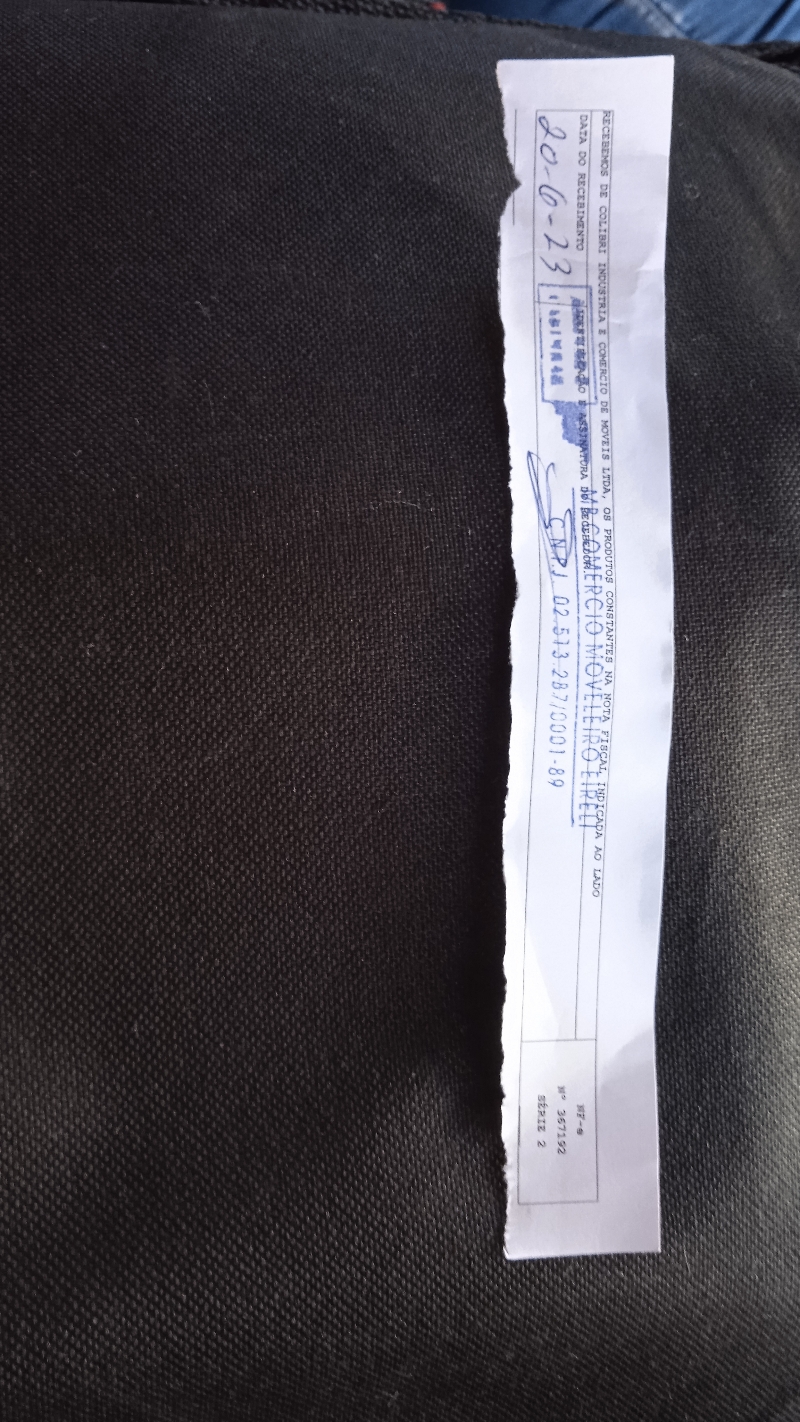 RECEBEMOS DE COLIBRI INDUSTRIA E COMERCIO DE MOVEIS LTDA, OS PRODUTOS CONSTANTES NA NOTA FISCAL INDICADA AO LADO
DATA DO RECEBIMENTO
IDENTIFICAÇÃO E ASSINATURA DO RECEBEDOR
20-6-23
MB COMERCIO MOVELEIRO EIRELI
CNPJ 02.513.287/0001-89
NF-e
Nº 367192
SÉRIE 2